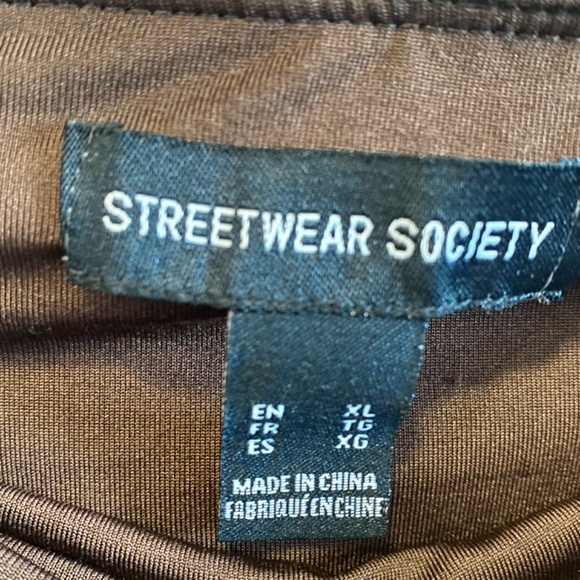 STREETWEAR SOCIETY
EN XL
FR TG
ES XG
MADE IN CHINA
FABRIQUÉ EN CHINE